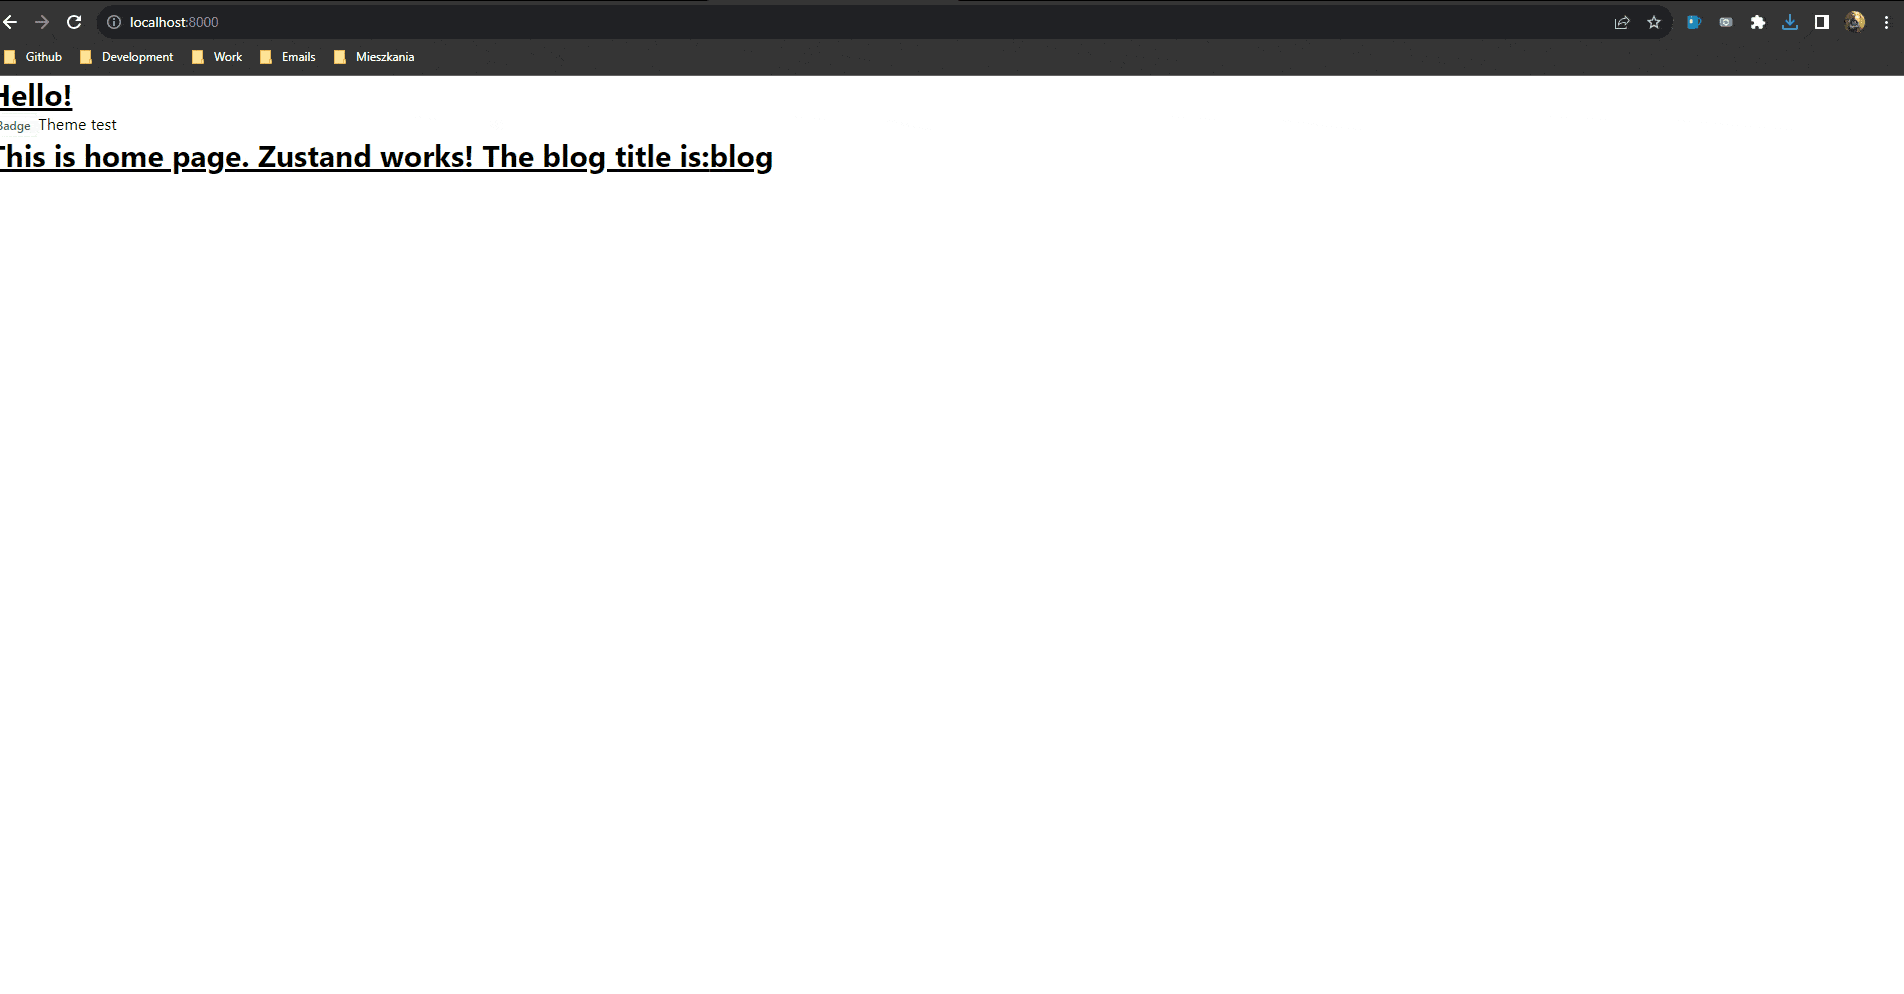 localhost:8000
Github Development Work Emails Mieszkania
Hello!
Badge Theme test
This is home page. Zustand works! The blog title is:blog